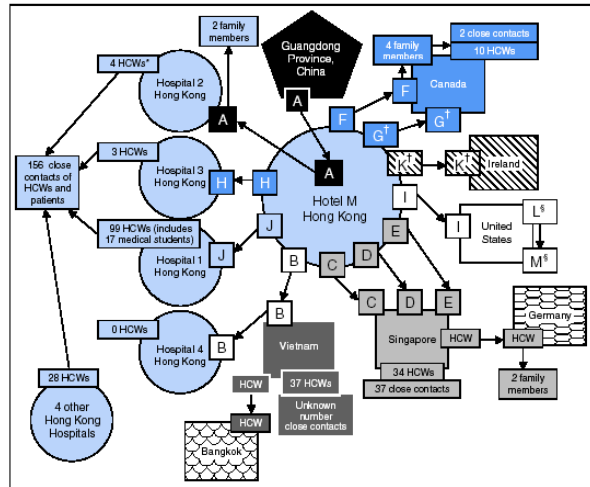 2 family
members
Guangdong
Province,
China
A
2 close contacts
10 HCWs
4 family
members
Canada
F
F
G†
G†
4 HCWs*
Hospital 2
Hong Kong
A
A
Hotel M
Hong Kong
K†
K†
Ireland
3 HCWs
Hospital 3
Hong Kong
H
H
156 close
contacts of
HCWs and
patients
I
I
United
States
L§
M§
99 HCWs (includes
17 medical students)
Hospital 1
Hong Kong
J
J
E
D
C
B
C
D
E
Singapore
34 HCWs
37 close contacts
HCW
HCW
Germany
2 family
members
0 HCWs
Hospital 4
Hong Kong
B
B
Vietnam
HCW
37 HCWs
Unknown
number
close contacts
HCW
Bangkok
28 HCWs
4 other
Hong Kong
Hospitals